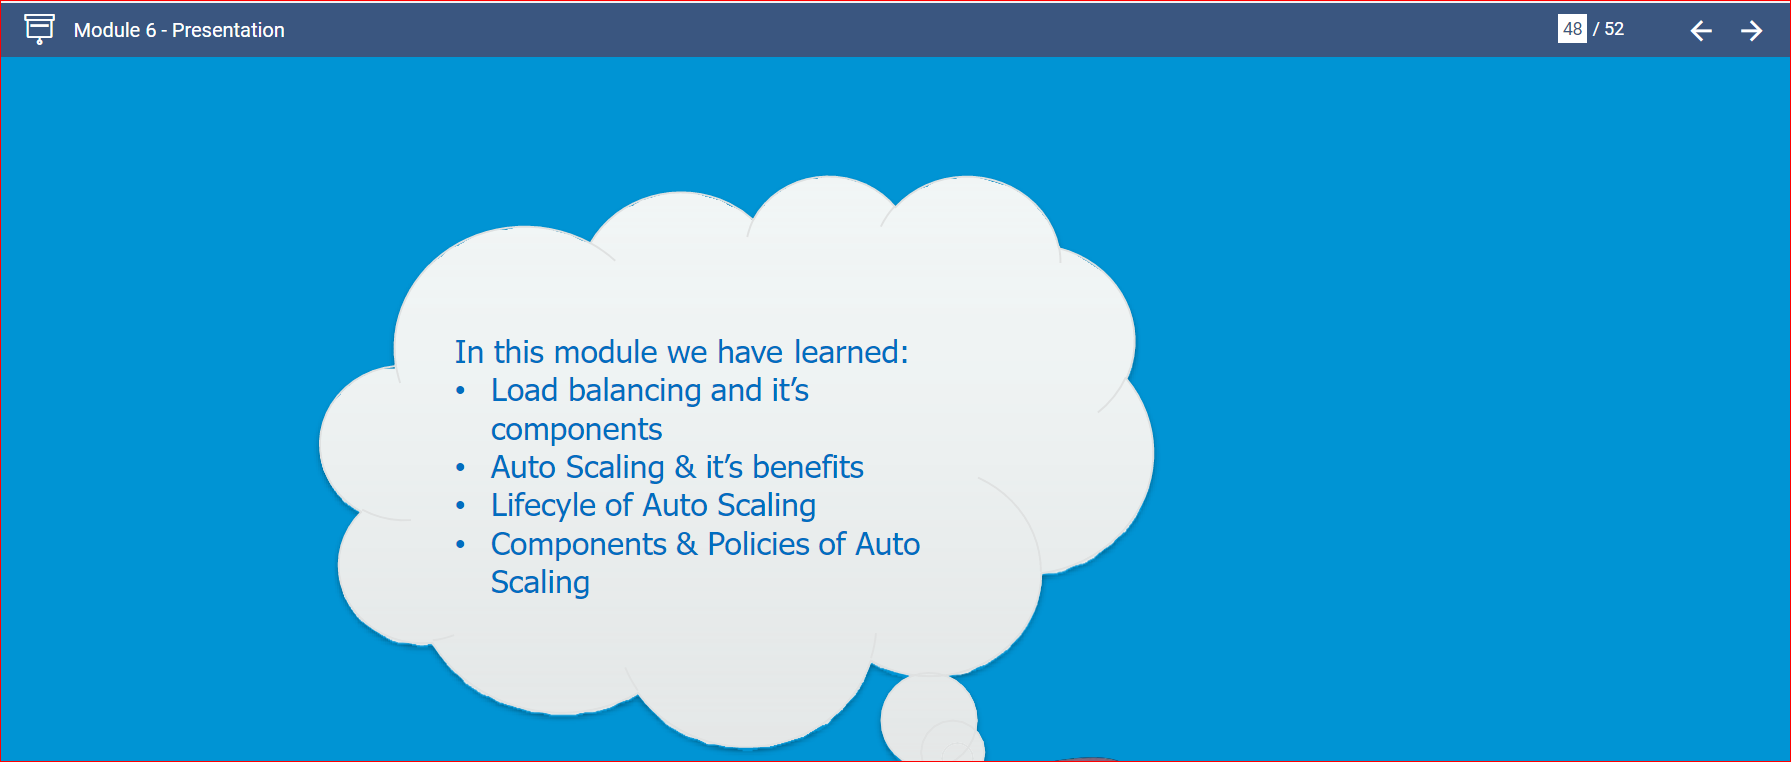 Module 6 - Presentation
48 / 52
In this module we have learned:
• Load balancing and it’s
components
• Auto Scaling & it’s benefits
• Lifecyle of Auto Scaling
• Components & Policies of Auto
Scaling